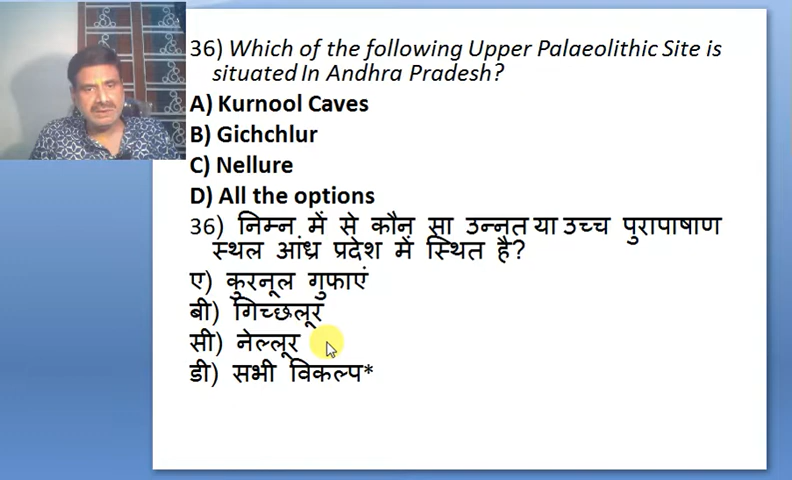 36) Which of the following Upper Palaeolithic Site is
situated In Andhra Pradesh?
A) Kurnool Caves
B) Gichchlur
C) Nellure
D) All the options
36) निम्न में से कौन सा उन्नत या उच्च पुरापाषाण
स्थल आंध्र प्रदेश में स्थित है?
ए) कुरनूल गुफाएं
बी) गिच्छलूर
सी) नेल्लूर
डी) सभी विकल्प*